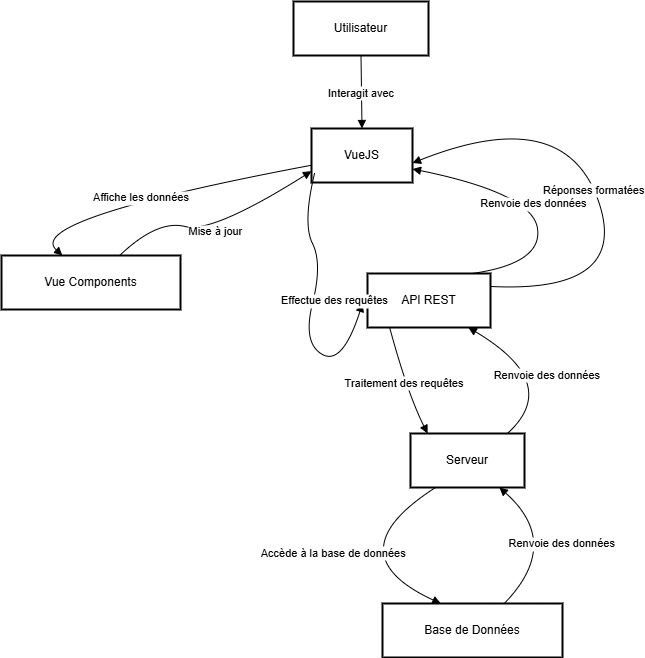 Utilisateur
Interagit avec
VueJS
Réponses formatées
Affiche les données
Renvoie des données
Mise à jour
Vue Components
Effectue des requêtes
API REST
Renvoie des données
Traitement des requêtes
Serveur
Renvoie des données
Accède à la base de données
Base de Données